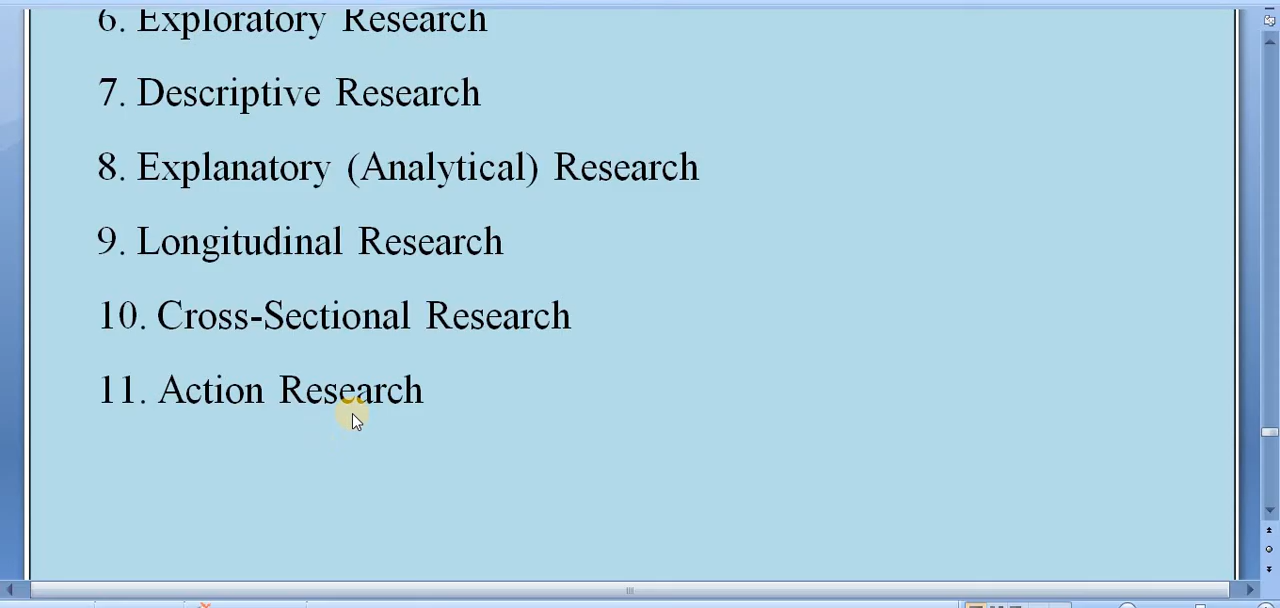 6. Exploratory Research
7. Descriptive Research
8. Explanatory (Analytical) Research
9. Longitudinal Research
10. Cross-Sectional Research
11. Action Research